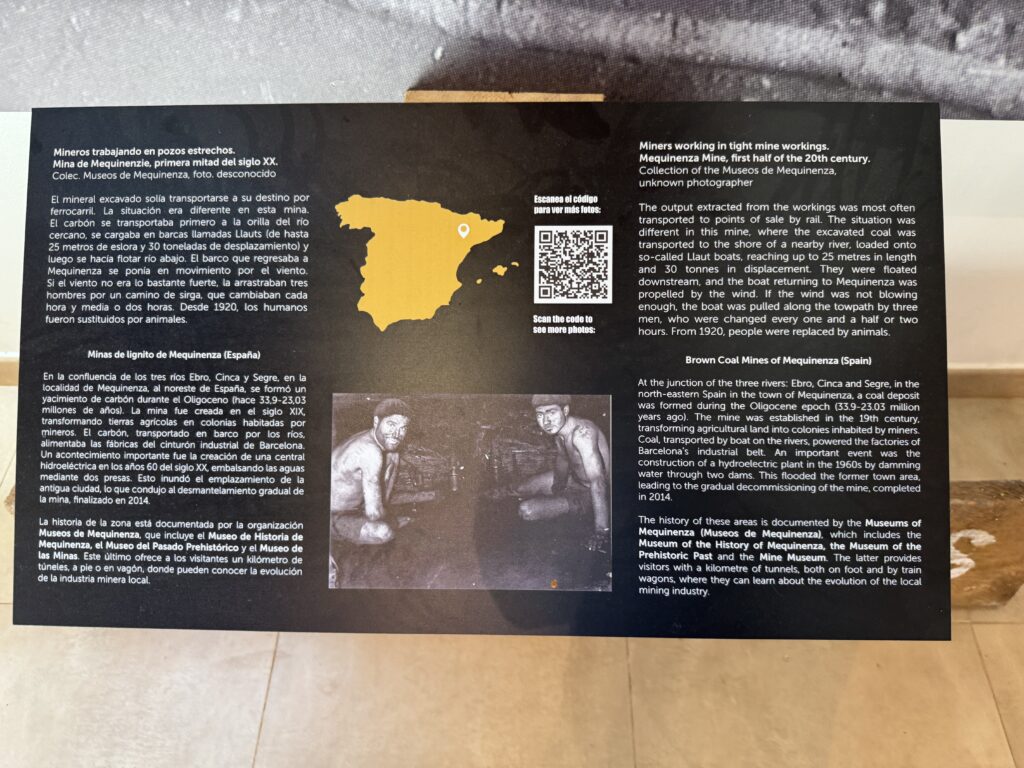 Mineros trabajando en pozos estrechos.
Mina de Mequinenzie, primera mitad del siglo XX.
Colec. Museos de Mequinenza, foto. desconocido
El mineral excavado solía transportarse a su destino por
ferrocarril. La situación era diferente en esta mina.
El carbón se transportaba primero a la orilla del río
cercano, se cargaba en barcas llamadas Llauts (de hasta
25 metros de eslora y 30 toneladas de desplazamiento) y
luego se hacía flotar río abajo. El barco que regresaba a
Mequinenza se ponía en movimiento por el viento.
Si el viento no era lo bastante fuerte, la arrastraban tres
hombres por un camino de sirga, que cambiaban cada
hora y media o dos horas. Desde 1920, los humanos
fueron sustituidos por animales.
Minas de lignito de Mequinenza (España)
En la confluencia de los tres ríos Ebro, Cinca y Segre, en la
localidad de Mequinenza, al noreste de España, se formó un
yacimiento de carbón durante el Oligoceno (hace 33,9-23,03
millones de años). La mina fue creada en el siglo XIX,
transformando tierras agrícolas en colonias habitadas por
mineros. El carbón, transportado en barco por los ríos,
alimentaba las fábricas del cinturón industrial de Barcelona.
Un acontecimiento importante fue la creación de una central
hidroeléctrica en los años 60 del siglo XX, embalsando las aguas
mediante dos presas. Esto inundó el emplazamiento de la
antigua ciudad, lo que condujo al desmantelamiento gradual de
la mina, finalizado en 2014.
La historia de la zona está documentada por la organización
Museos de Mequinenza, que incluye el Museo de Historia de
Mequinenza, el Museo del Pasado Prehistórico y el Museo de
las Minas. Este último ofrece a los visitantes un kilómetro de
túneles, a pie o en vagón, donde pueden conocer la evolución
de la industria minera local.
Escanea el código
para ver más fotos:
Scan the code to
see more photos:
Miners working in tight mine workings.
Mequinenza Mine, first half of the 20th century.
Collection of the Museos de Mequinenza,
unknown photographer
The output extracted from the workings was most often
transported to points of sale by rail. The situation was
different in this mine, where the excavated coal was
transported to the shore of a nearby river, loaded onto
so-called Llaut boats, reaching up to 25 metres in length
and 30 tonnes in displacement. They were floated
downstream, and the boat returning to Mequinenza was
propelled by the wind. If the wind was not blowing
enough, the boat was pulled along the towpath by three
men, who were changed every one and a half or two
hours. From 1920, people were replaced by animals.
Brown Coal Mines of Mequinenza (Spain)
At the junction of the three rivers: Ebro, Cinca and Segre, in the
north-eastern Spain in the town of Mequinenza, a coal deposit
was formed during the Oligocene epoch (33.9-23.03 million
years ago). The mine was established in the 19th century,
transforming agricultural land into colonies inhabited by miners.
Coal, transported by boat on the rivers, powered the factories of
Barcelona's industrial belt. An important event was the
construction of a hydroelectric plant in the 1960s by damming
water through two dams. This flooded the former town area,
leading to the gradual decommissioning of the mine, completed
in 2014.
The history of these areas is documented by the Museums of
Mequinenza (Museos de Mequinenza), which includes the
Museum of the History of Mequinenza, the Museum of the
Prehistoric Past and the Mine Museum. The latter provides
visitors with a kilometre of tunnels, both on foot and by train
wagons, where they can learn about the evolution of the local
mining industry.